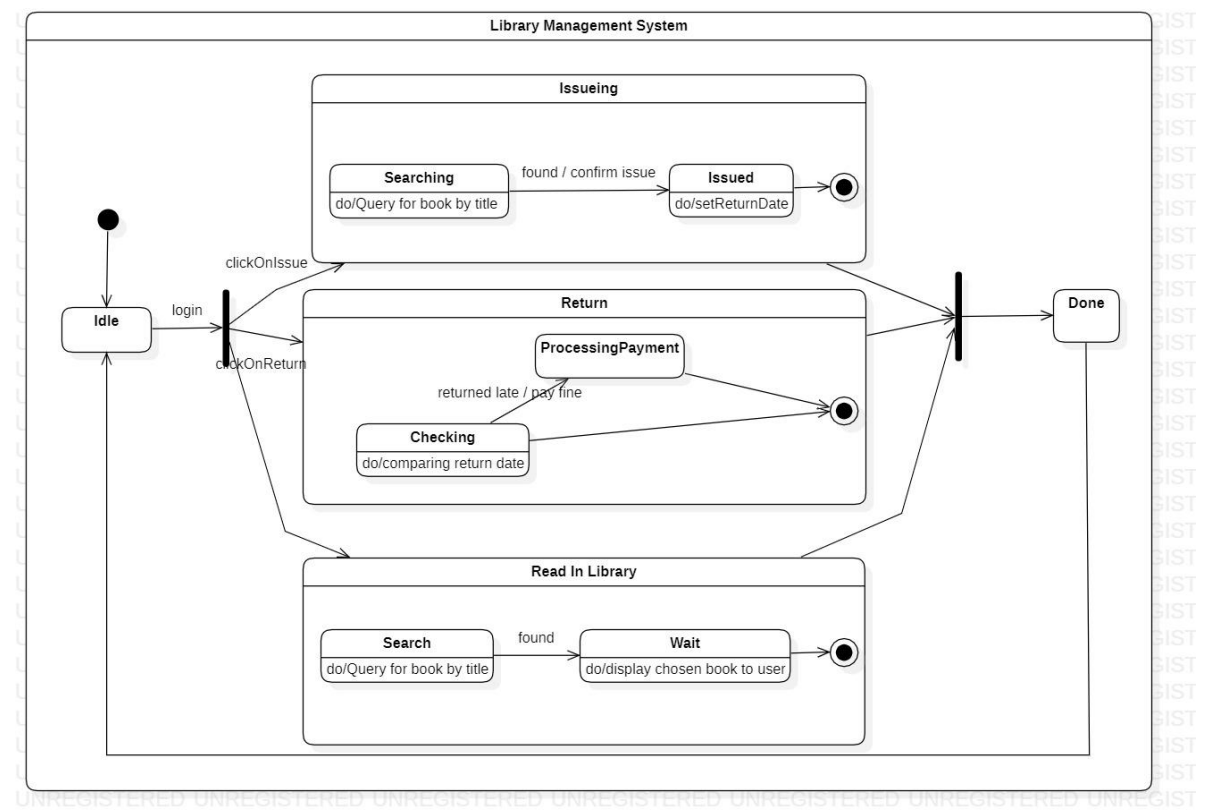 Library Management System
Issueing
Searching
do/Query for book by title
found / confirm issue
Issued
do/setReturnDate
clickOnIssue
Idle
login
clickOnReturn
Return
ProcessingPayment
returned late / pay fine
Checking
do/comparing return date
Done
Read In Library
Search
do/Query for book by title
found
Wait
do/display chosen book to user
UNREGISTERED UNREGISTERED UNREGISTERED UNREGISTERED UNREGISTERED UNREGISTERED UNREGIST